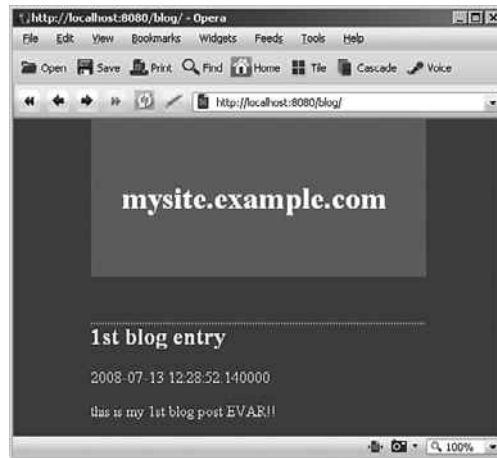 http://localhost:8080/blog/ - Opera
File Edit View Bookmarks Widgets Feeds Tools Help
Open Save Print Find Home Tile Cascade Voice
http://localhost:8080/blog/
mysite.example.com
1st blog entry
2008-07-13 12:28:52.140000
this is my 1st blog post EVAR!!
100%